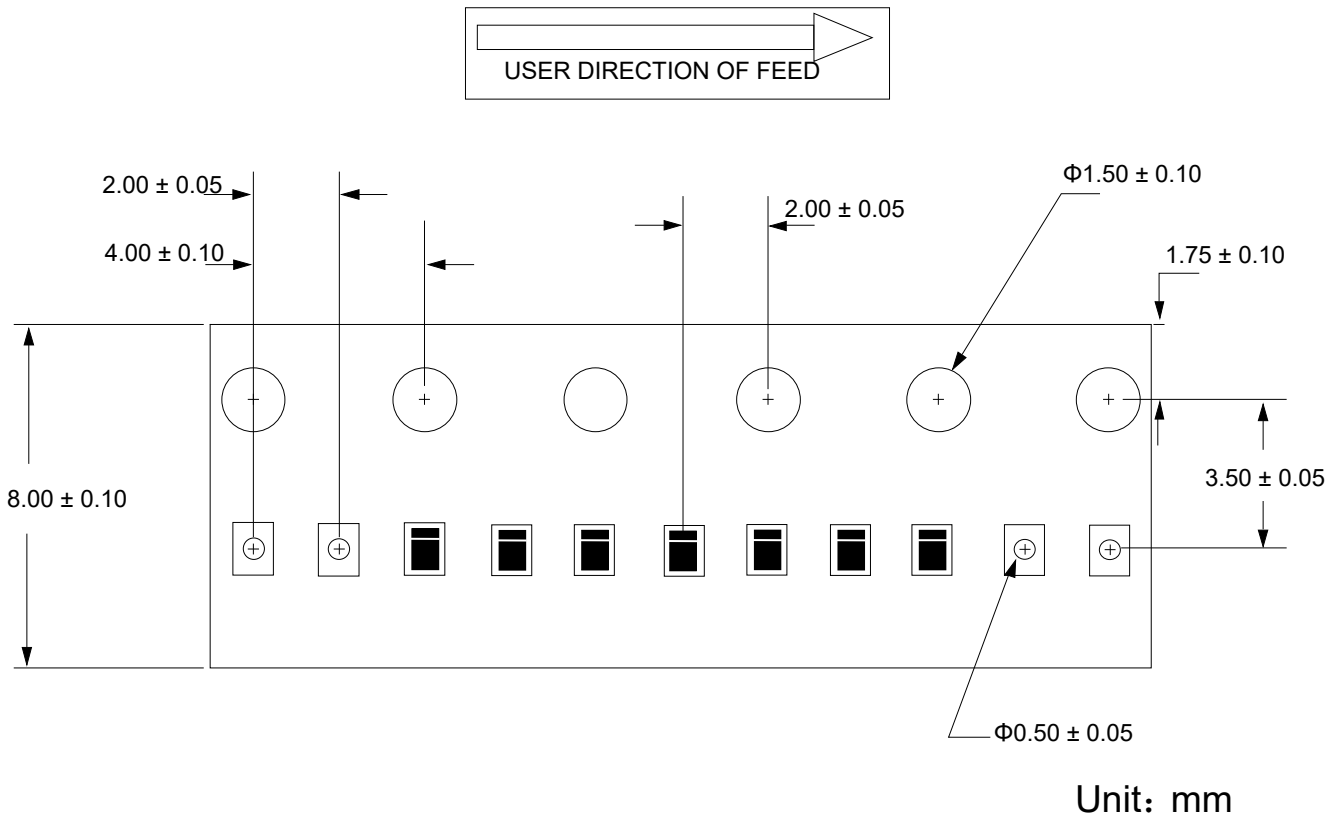 USER DIRECTION OF FEED
2.00 ± 0.05
Φ1.50 ± 0.10
2.00 ± 0.05
4.00 ± 0.10
1.75 ± 0.10
8.00 ± 0.10
3.50 ± 0.05
Φ0.50 ± 0.05
Unit：mm